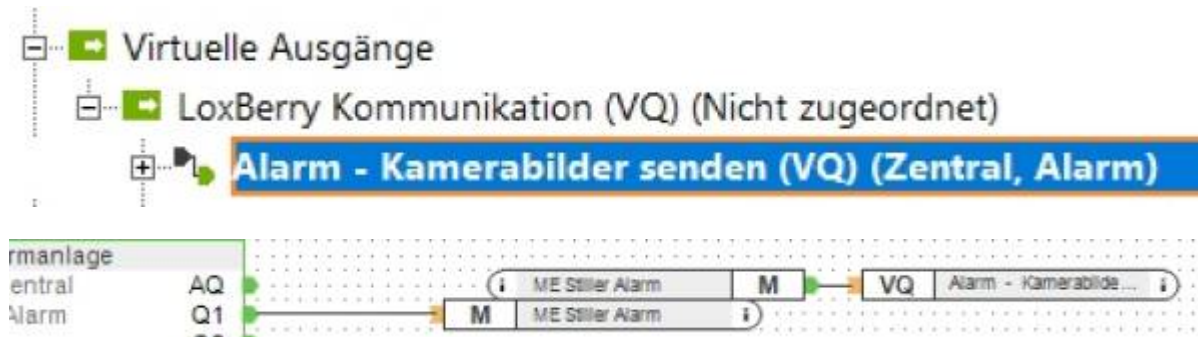 Virtuelle Ausgänge
LoxBerry Kommunikation (VQ) (Nicht zugeordnet)
Alarm - Kamerabilder senden (VQ) (Zentral, Alarm)
rmanlage
entral AQ i ME Stiller Alarm M VQ Alarm - Kamerabilde... i
Alarm Q1 M ME Stiller Alarm i